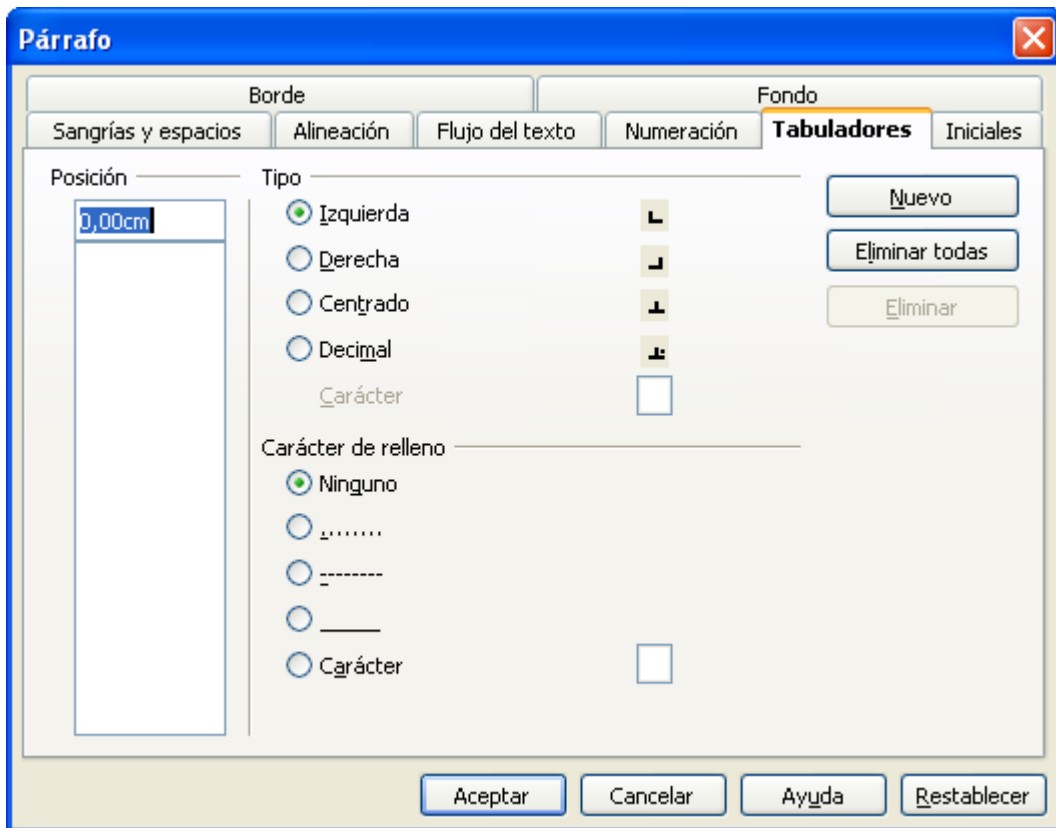 Párrafo
Borde
Fondo
Sangrías y espacios
Alineación
Flujo del texto
Numeración
Tabuladores
Iniciales
Posición
0,00cm
Tipo
Izquierda
Derecha
Centrado
Decimal
Carácter
Carácter de relleno
Ninguno
........
--------
______
Carácter
Nuevo
Eliminar todas
Eliminar
Aceptar
Cancelar
Ayuda
Restablecer